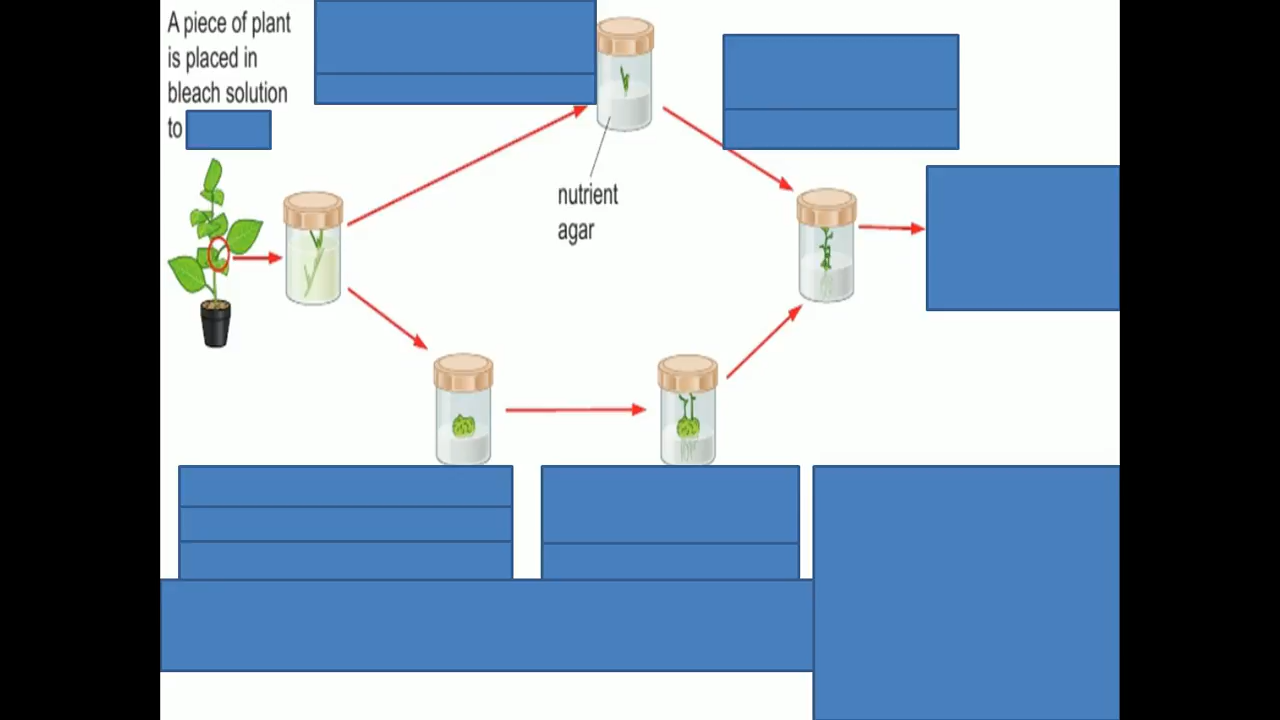 A piece of plant
is placed in
bleach solution
to
nutrient
agar